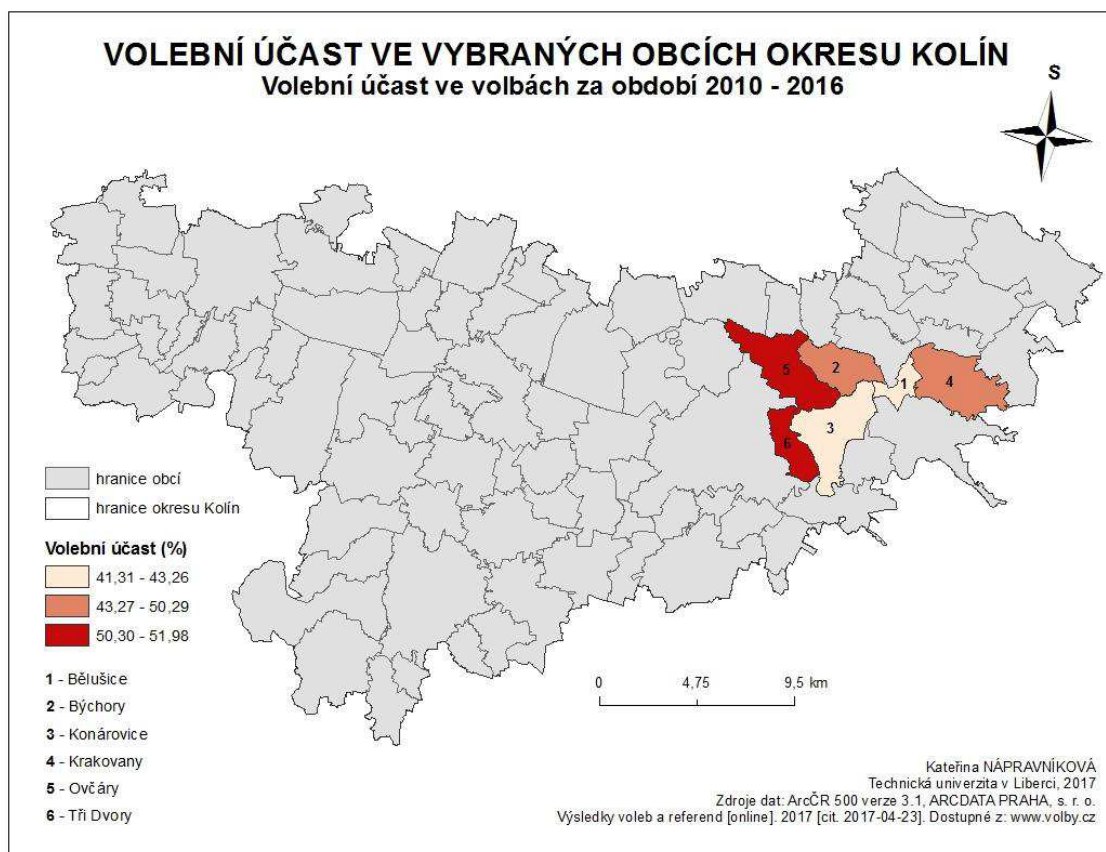 VOLEBNÍ ÚČAST VE VYBRANÝCH OBCÍCH OKRESU KOLÍN
Volební účast ve volbách za období 2010 - 2016
S
5
2
1
4
3
6
hranice obcí
hranice okresu Kolín
Volební účast (%)
41,31 - 43,26
43,27 - 50,29
50,30 - 51,98
1 - Bělušice
2 - Býchory
3 - Konárovice
4 - Krakovany
5 - Ovčáry
6 - Tři Dvory
0 4,75 9,5 km
Kateřina NÁPRAVNÍKOVÁ
Technická univerzita v Liberci, 2017
Zdroje dat: ArcČR 500 verze 3.1, ARCDATA PRAHA, s. r. o.
Výsledky voleb a referend [online]. 2017 [cit. 2017-04-23]. Dostupné z: www.volby.cz